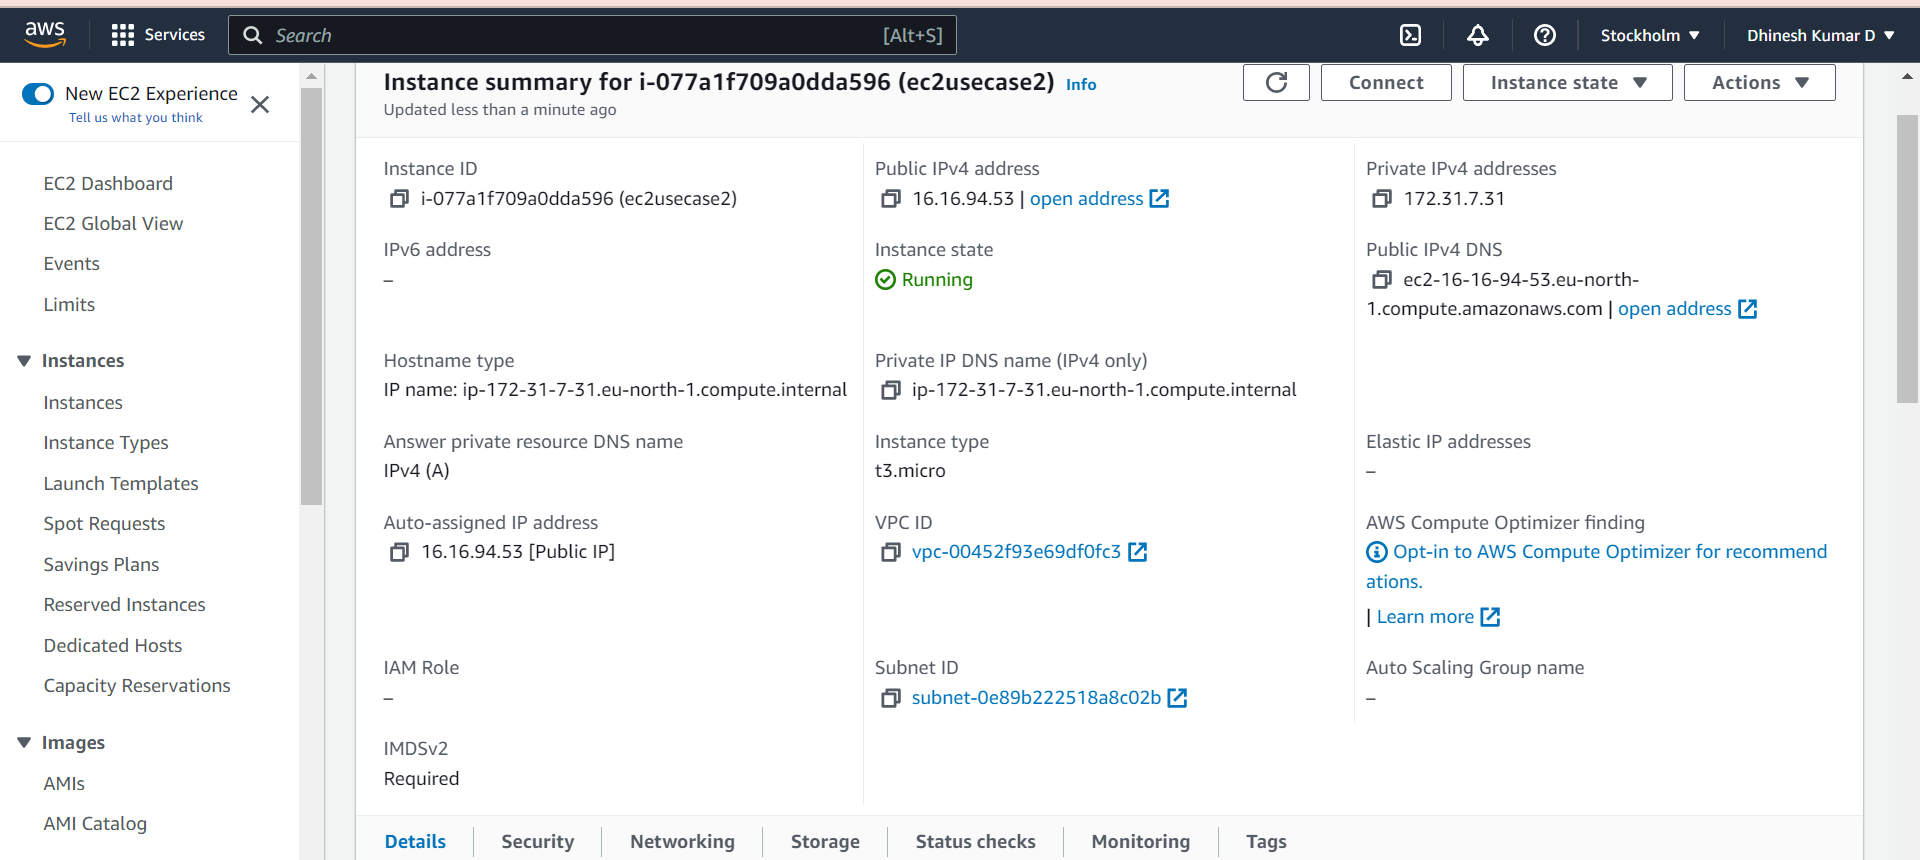 aws
Services
Search
[Alt+S]
Stockholm
Dhinesh Kumar D
New EC2 Experience
Tell us what you think
EC2 Dashboard
EC2 Global View
Events
Limits
Instances
Instances
Instance Types
Launch Templates
Spot Requests
Savings Plans
Reserved Instances
Dedicated Hosts
Capacity Reservations
Images
AMIs
AMI Catalog
Instance summary for i-077a1f709a0dda596 (ec2usecase2) Info
Updated less than a minute ago
Connect
Instance state
Actions
Instance ID
i-077a1f709a0dda596 (ec2usecase2)
Public IPv4 address
16.16.94.53 | open address
Private IPv4 addresses
172.31.7.31
IPv6 address
–
Instance state
Running
Public IPv4 DNS
ec2-16-16-94-53.eu-north-
1.compute.amazonaws.com | open address
Hostname type
IP name: ip-172-31-7-31.eu-north-1.compute.internal
Private IP DNS name (IPv4 only)
ip-172-31-7-31.eu-north-1.compute.internal
Answer private resource DNS name
IPv4 (A)
Instance type
t3.micro
Elastic IP addresses
–
Auto-assigned IP address
16.16.94.53 [Public IP]
VPC ID
vpc-00452f93e69df0fc3
AWS Compute Optimizer finding
Opt-in to AWS Compute Optimizer for recommend
ations.
| Learn more
IAM Role
–
Subnet ID
subnet-0e89b222518a8c02b
Auto Scaling Group name
–
IMDSv2
Required
Details
Security
Networking
Storage
Status checks
Monitoring
Tags